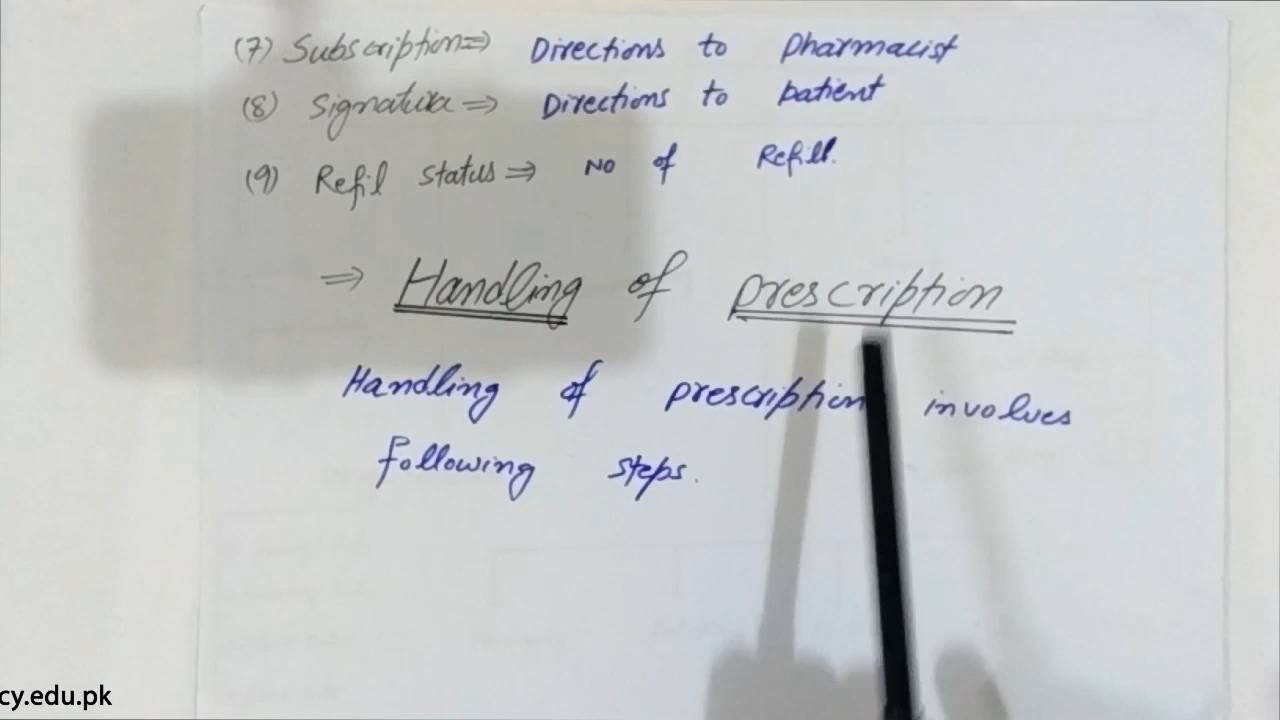 (7) Subscription ⇒ Directions to Pharmacist
(8) Signatura ⇒ Directions to patient
(9) Refil status ⇒ No of Refill.
⇒ Handling of prescription
Handling of prescription involves
following steps.
cy.edu.pk